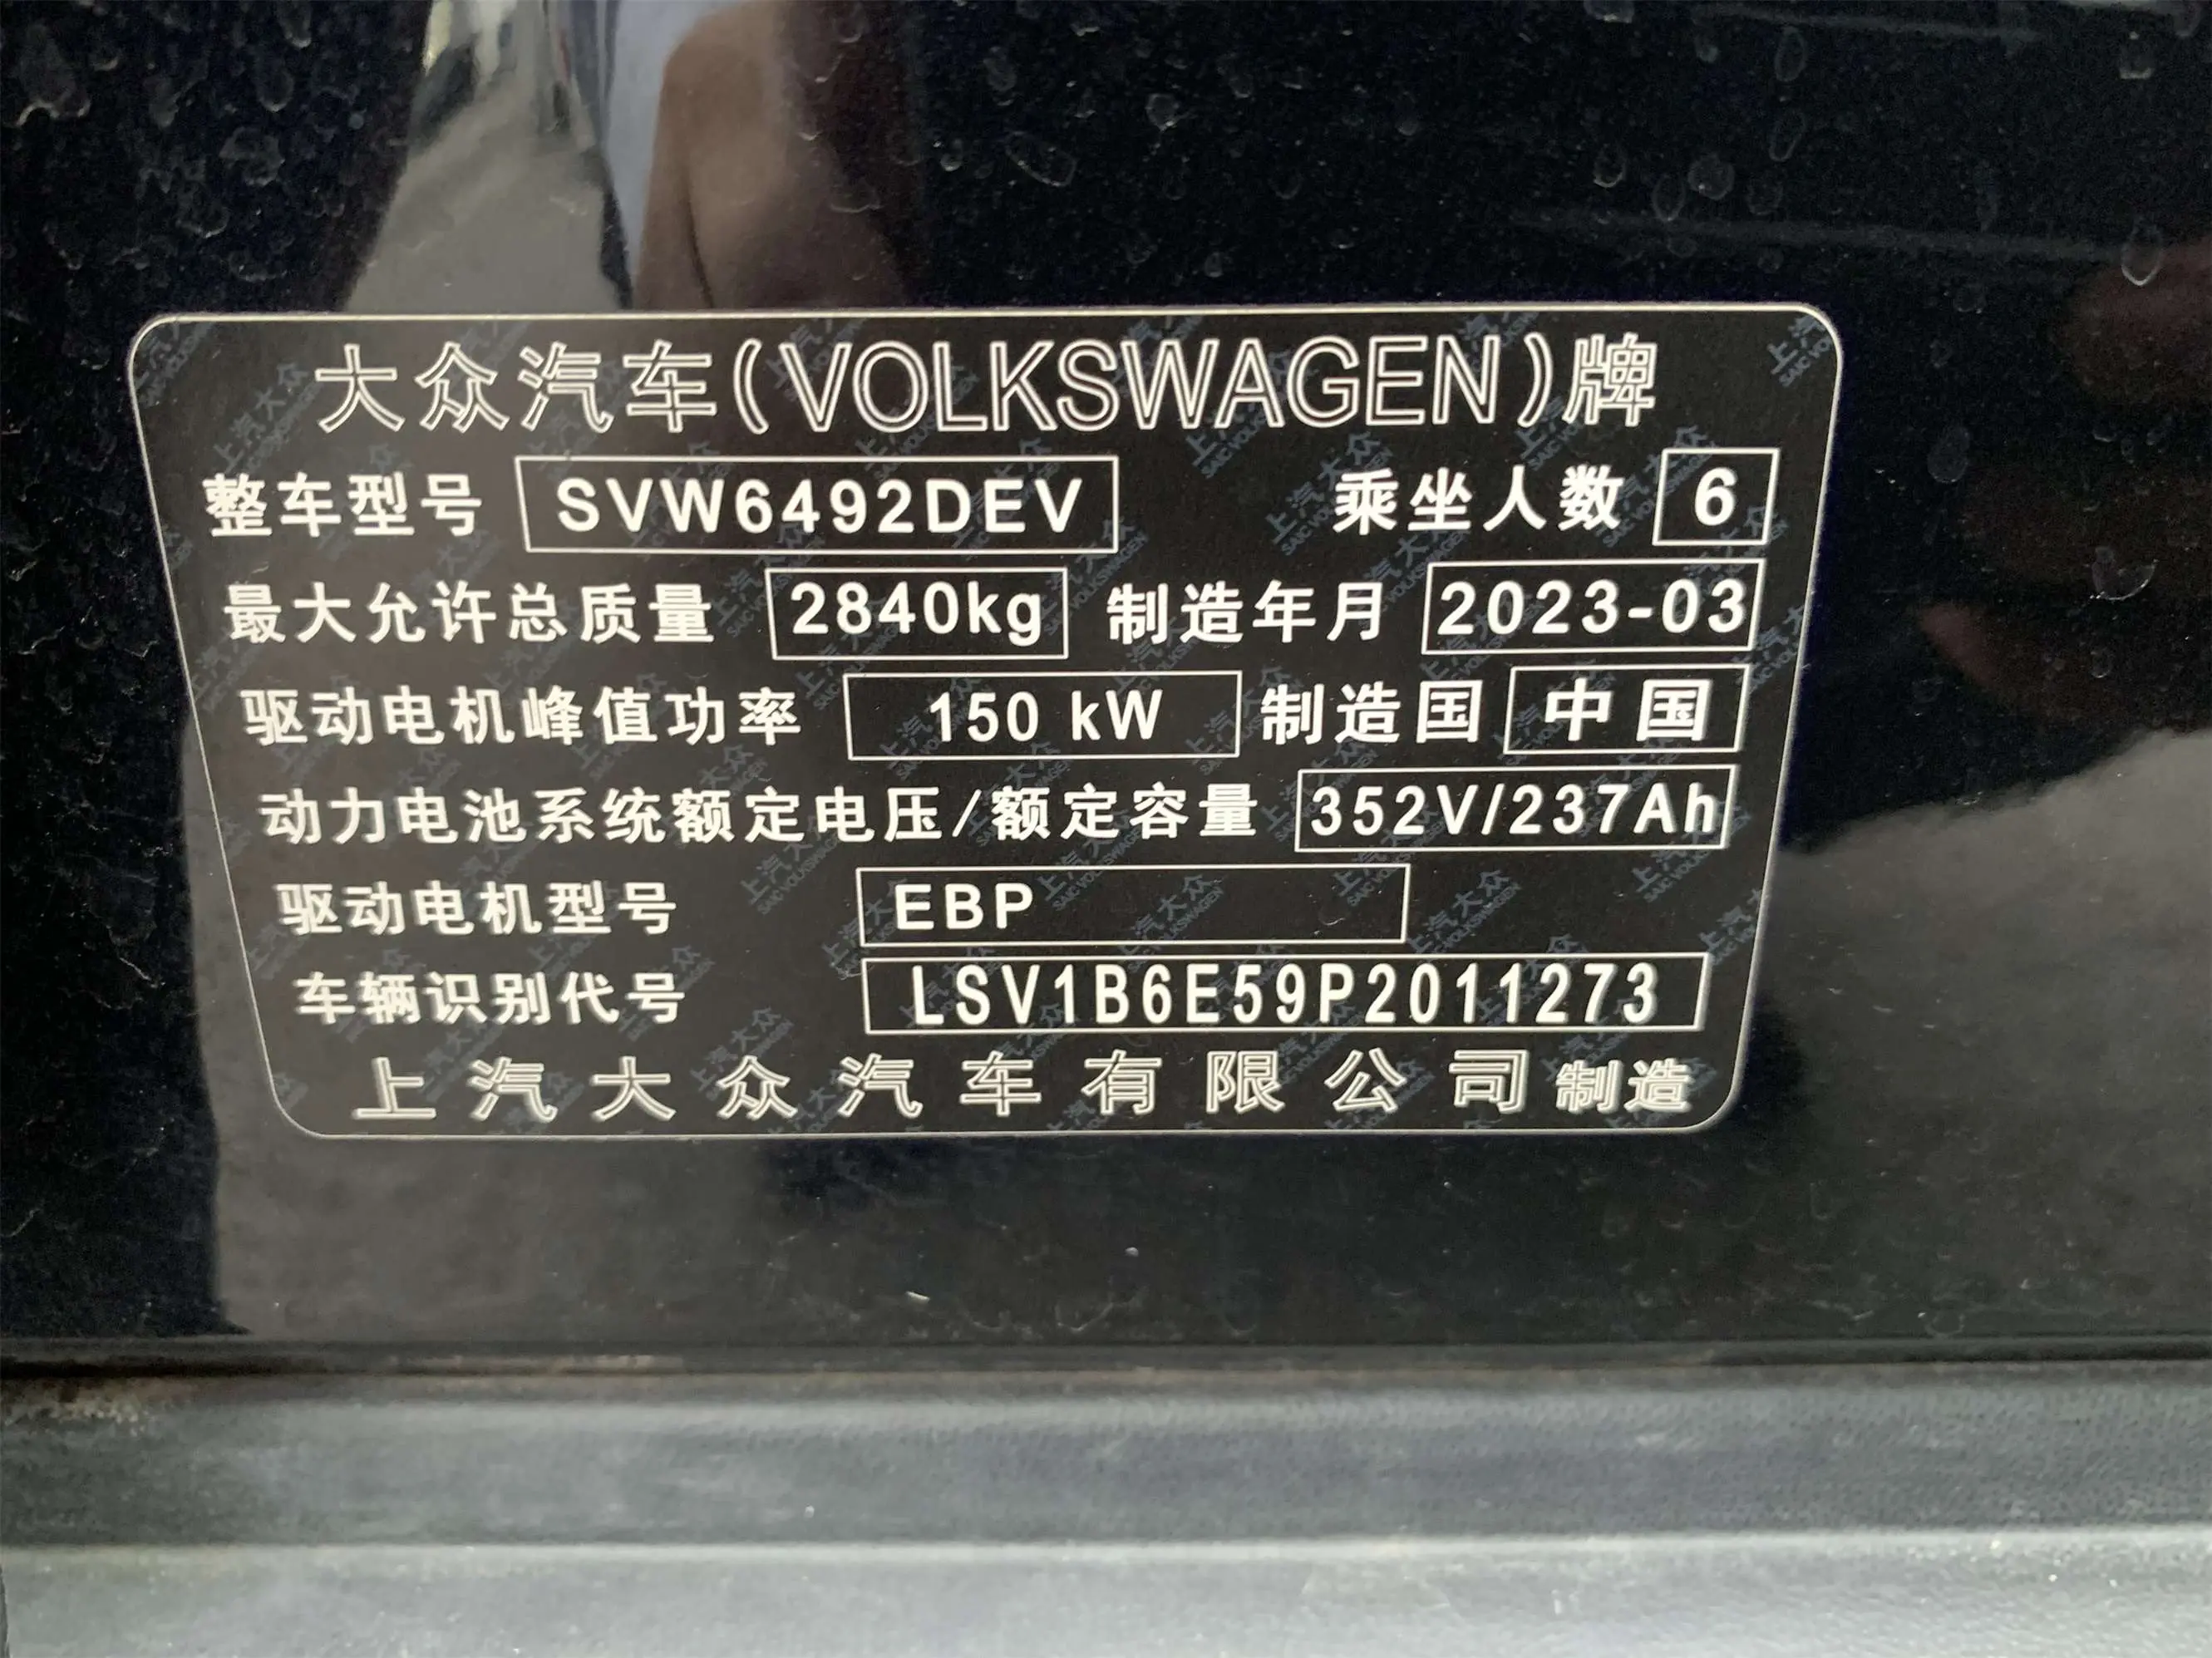 大众汽车(VOLKSWAGEN)牌
整车型号 SVW6492DEV 乘坐人数 6
最大允许总质量 2840kg 制造年月 2023-03
驱动电机峰值功率 150 kW 制造国 中国
动力电池系统额定电压/额定容量 352V/237Ah
驱动电机型号 EBP
车辆识别代号 LSV1B6E59P2011273
上汽大众汽车有限公司制造